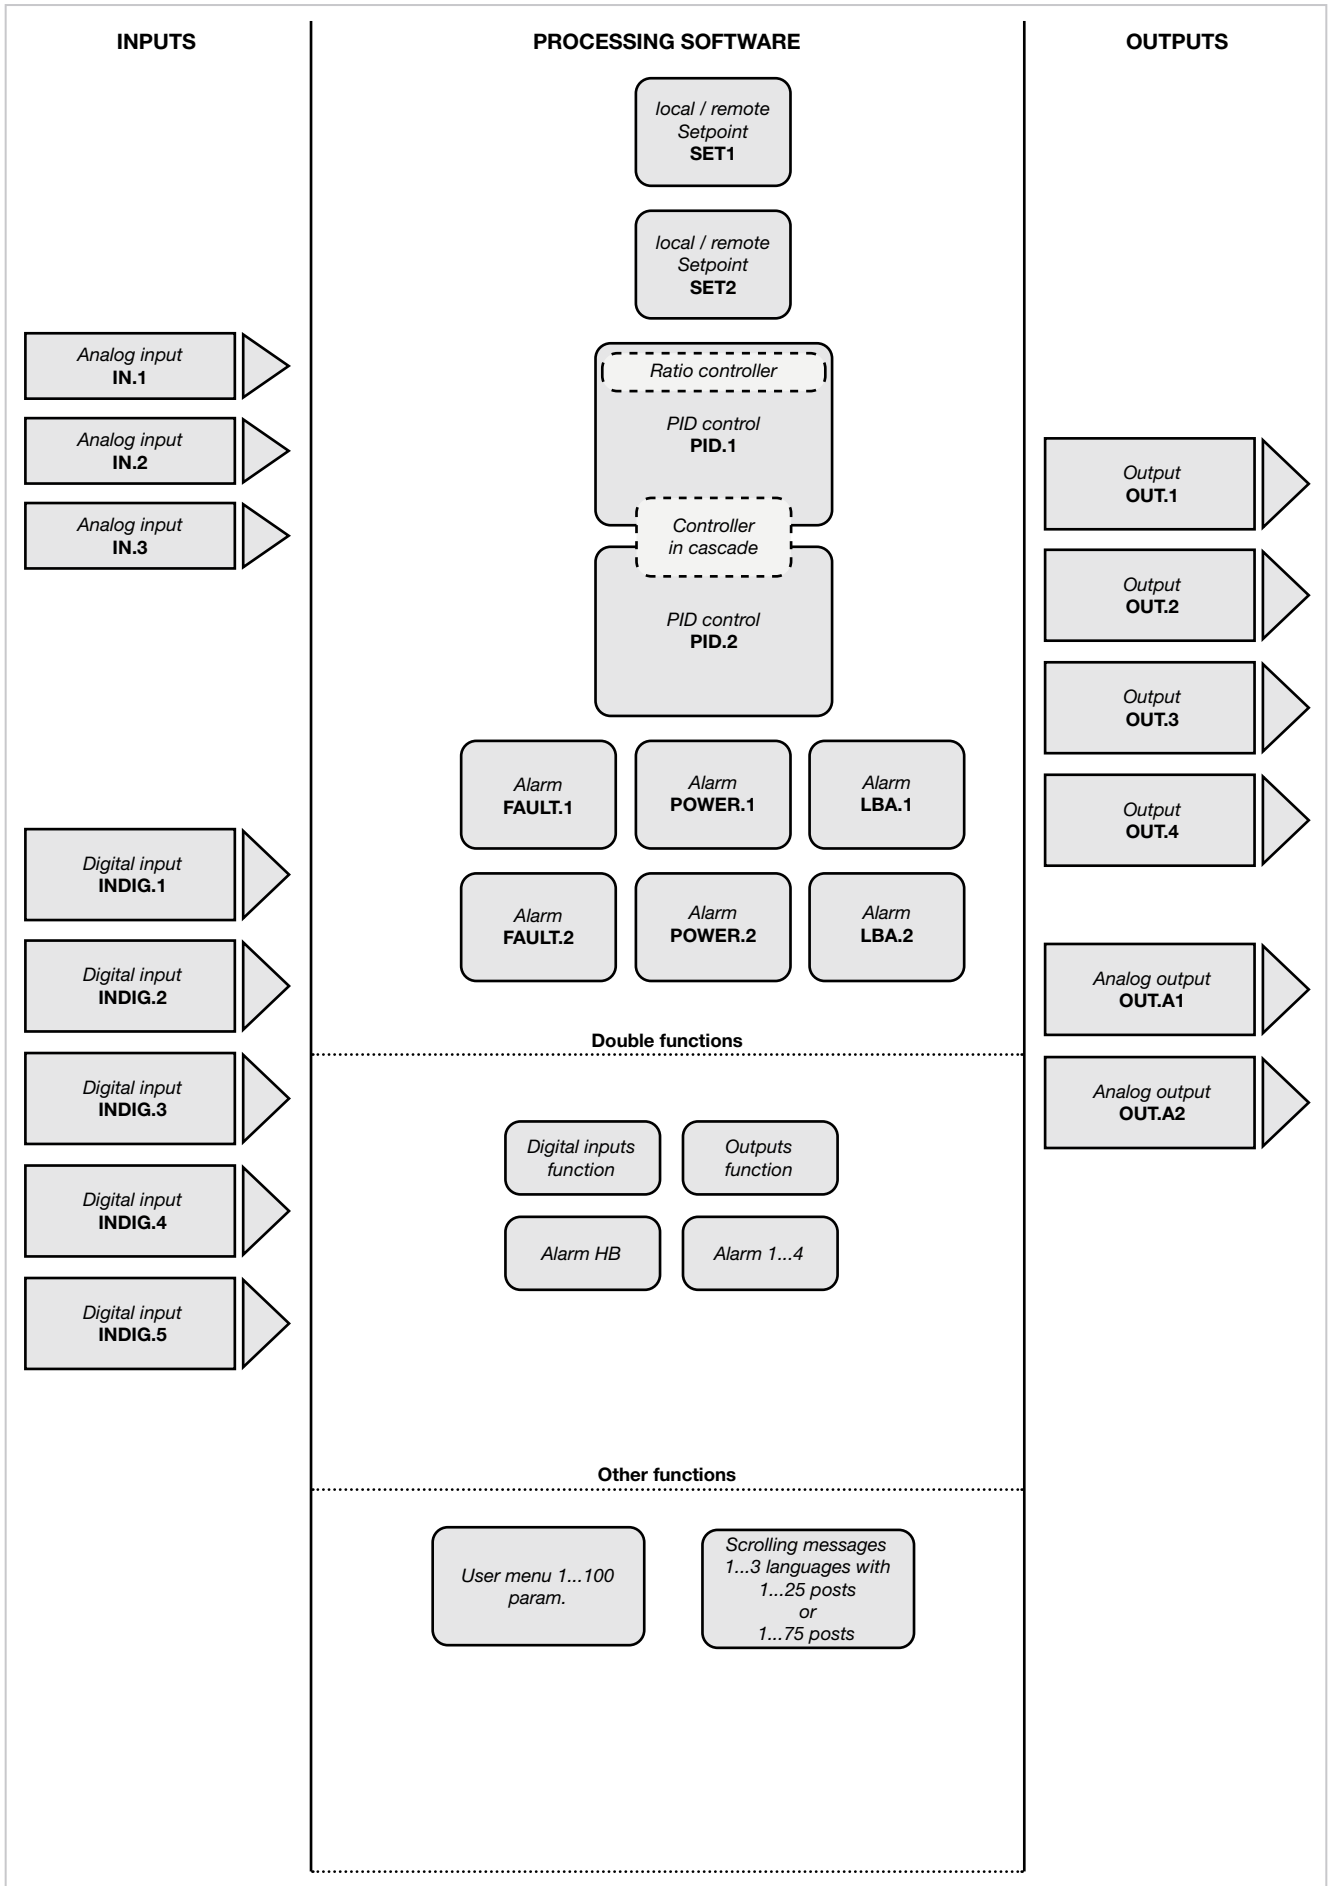 INPUTS
PROCESSING SOFTWARE
OUTPUTS
local / remote
Setpoint
SET1
local / remote
Setpoint
SET2
Analog input
IN.1
Analog input
IN.2
Analog input
IN.3
Ratio controller
PID control
PID.1
Controller
in cascade
PID control
PID.2
Output
OUT.1
Output
OUT.2
Output
OUT.3
Output
OUT.4
Alarm
FAULT.1
Alarm
POWER.1
Alarm
LBA.1
Alarm
FAULT.2
Alarm
POWER.2
Alarm
LBA.2
Digital input
INDIG.1
Digital input
INDIG.2
Digital input
INDIG.3
Digital input
INDIG.4
Digital input
INDIG.5
Analog output
OUT.A1
Analog output
OUT.A2
Double functions
Digital inputs
function
Outputs
function
Alarm HB
Alarm 1...4
Other functions
User menu 1...100
param.
Scrolling messages
1...3 languages with
1...25 posts
or
1...75 posts